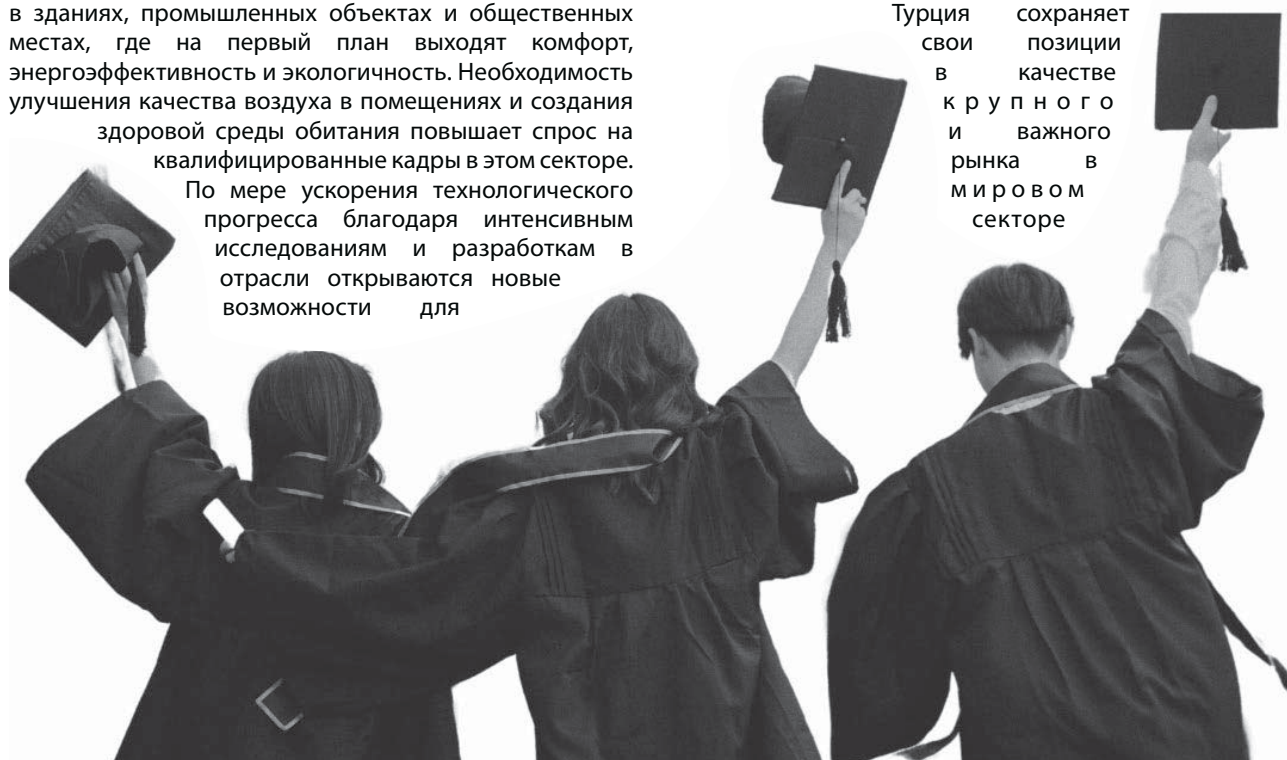 в зданиях, промышленных объектах и общественных
местах, где на первый план выходят комфорт,
энергоэффективность и экологичность. Необходимость
улучшения качества воздуха в помещениях и создания
здоровой среды обитания повышает спрос на
квалифицированные кадры в этом секторе.
По мере ускорения технологического
прогресса благодаря интенсивным
исследованиям и разработкам в
отрасли открываются новые
возможности для
Турция сохраняет
свои позиции
в качестве
крупного
и важного
рынка в
мировом
секторе